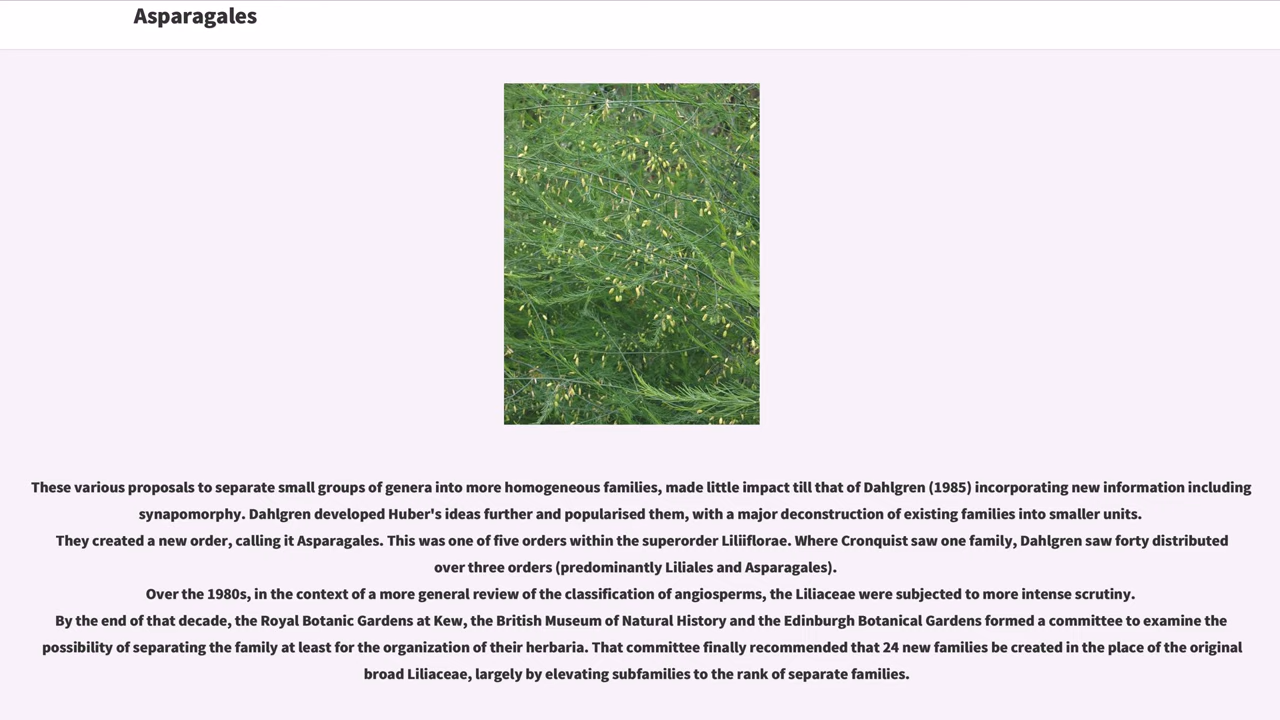 Asparagales
These various proposals to separate small groups of genera into more homogeneous families, made little impact till that of Dahlgren (1985) incorporating new information including
synapomorphy. Dahlgren developed Huber's ideas further and popularised them, with a major deconstruction of existing families into smaller units.
They created a new order, calling it Asparagales. This was one of five orders within the superorder Liliiflorae. Where Cronquist saw one family, Dahlgren saw forty distributed
over three orders (predominantly Liliales and Asparagales).
Over the 1980s, in the context of a more general review of the classification of angiosperms, the Liliaceae were subjected to more intense scrutiny.
By the end of that decade, the Royal Botanic Gardens at Kew, the British Museum of Natural History and the Edinburgh Botanical Gardens formed a committee to examine the
possibility of separating the family at least for the organization of their herbaria. That committee finally recommended that 24 new families be created in the place of the original
broad Liliaceae, largely by elevating subfamilies to the rank of separate families.